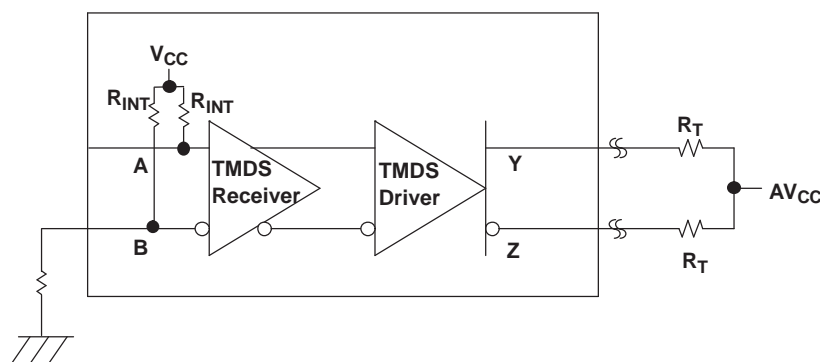 VCC
RINT
RINT
A
TMDS
Receiver
TMDS
Driver
Y
RT
AVCC
B
Z
RT